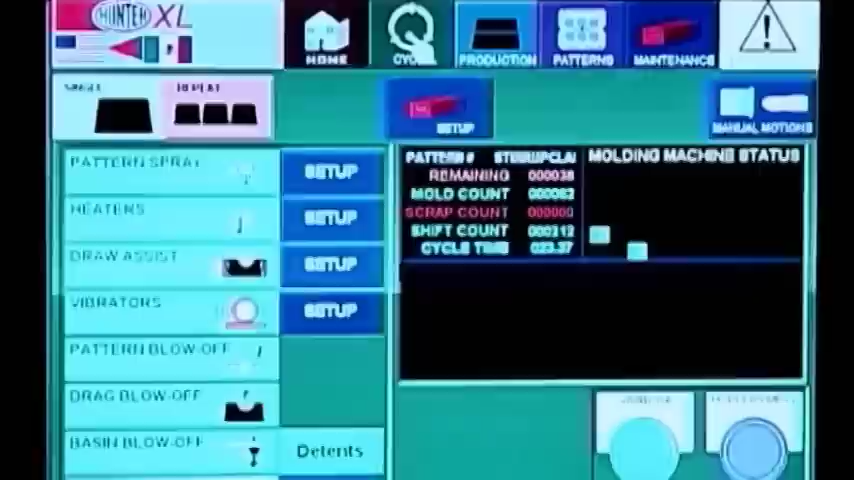 HUNTER XL
HOME
CYCLE
PRODUCTION
PATTERNS
MAINTENANCE
SINGLE
REPEAT
SETUP
MANUAL MOTIONS
PATTERN SPRAY
SETUP
HEATERS
SETUP
DRAW ASSIST
SETUP
VIBRATORS
SETUP
PATTERN BLOW-OFF
DRAG BLOW-OFF
BASIN BLOW-OFF
Detents
PATTERN #
REMAINING 000038
MOLD COUNT 000082
SCRAP COUNT 000000
SHIFT COUNT 000312
CYCLE TIME 023.37
MOLDING MACHINE STATUS